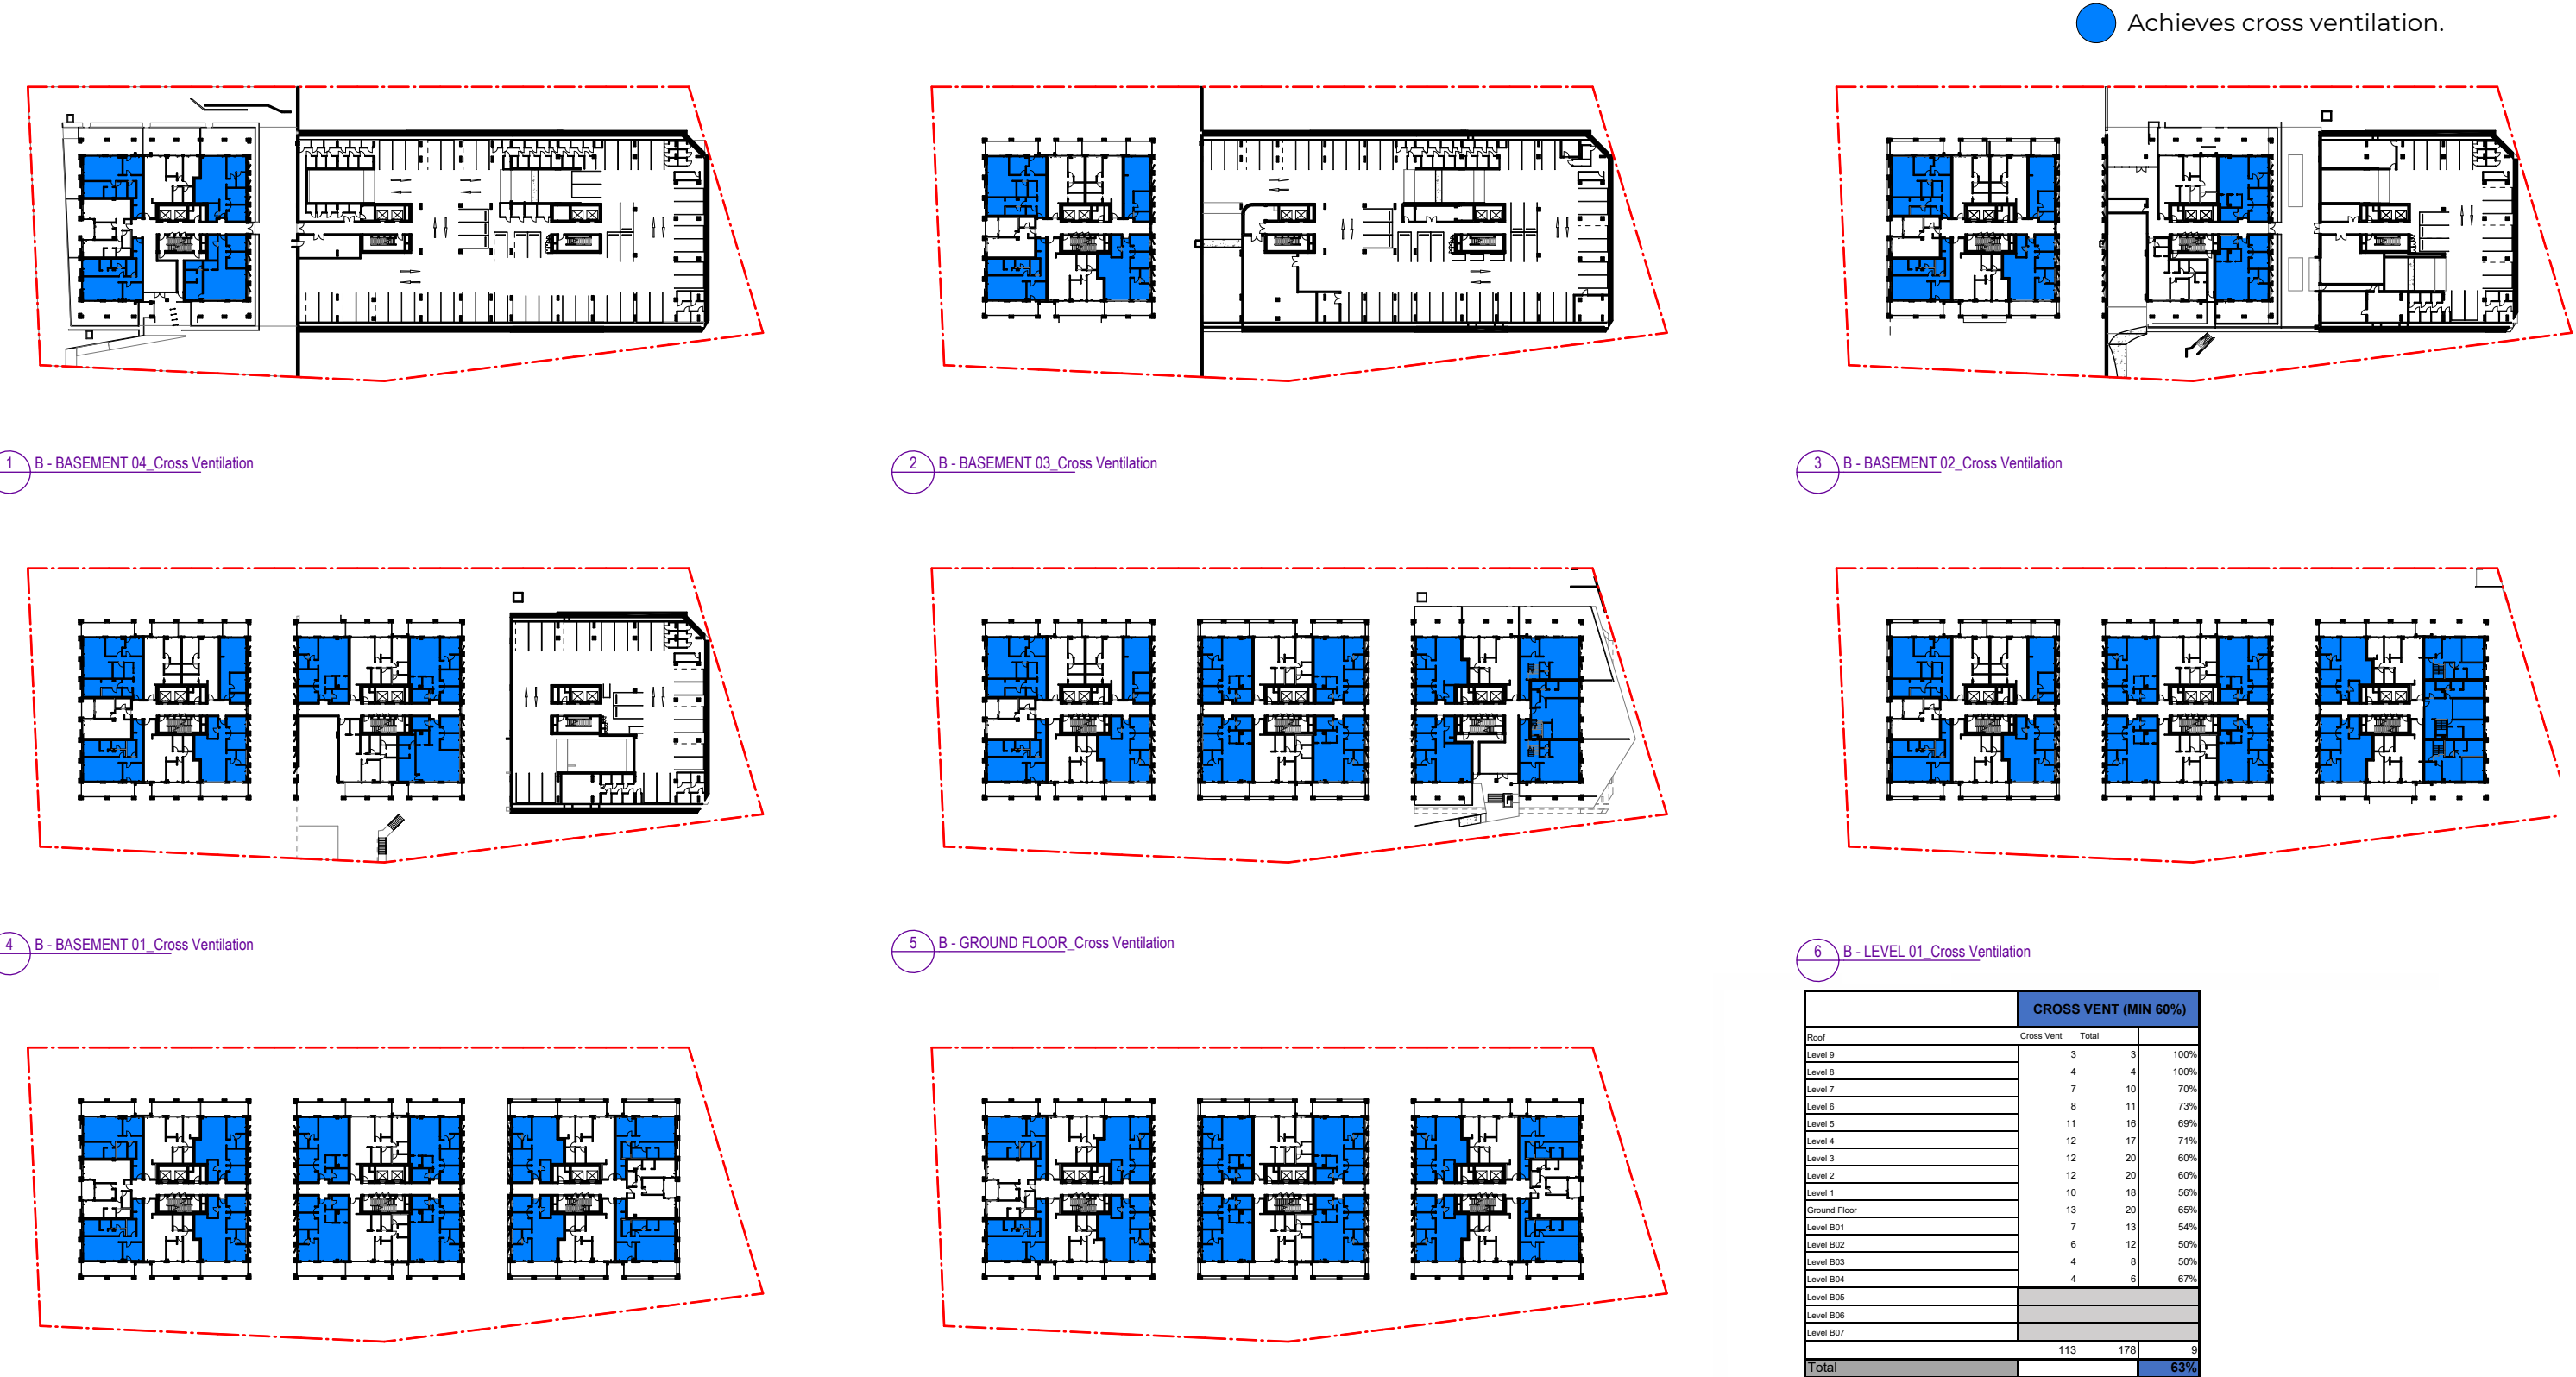 Achieves cross ventilation.
1 B - BASEMENT 04_Cross Ventilation
2 B - BASEMENT 03_Cross Ventilation
3 B - BASEMENT 02_Cross Ventilation
4 B - BASEMENT 01_Cross Ventilation
5 B - GROUND FLOOR_Cross Ventilation
6 B - LEVEL 01_Cross Ventilation
CROSS VENT (MIN 60%)
Roof Cross Vent Total
Level 9 3 3 100%
Level 8 4 4 100%
Level 7 7 10 70%
Level 6 8 11 73%
Level 5 11 16 69%
Level 4 12 17 71%
Level 3 12 20 60%
Level 2 12 20 60%
Level 1 10 18 56%
Ground Floor 13 20 65%
Level B01 7 13 54%
Level B02 6 12 50%
Level B03 4 8 50%
Level B04 4 6 67%
Level B05
Level B06
Level B07
113 178 9
Total 63%